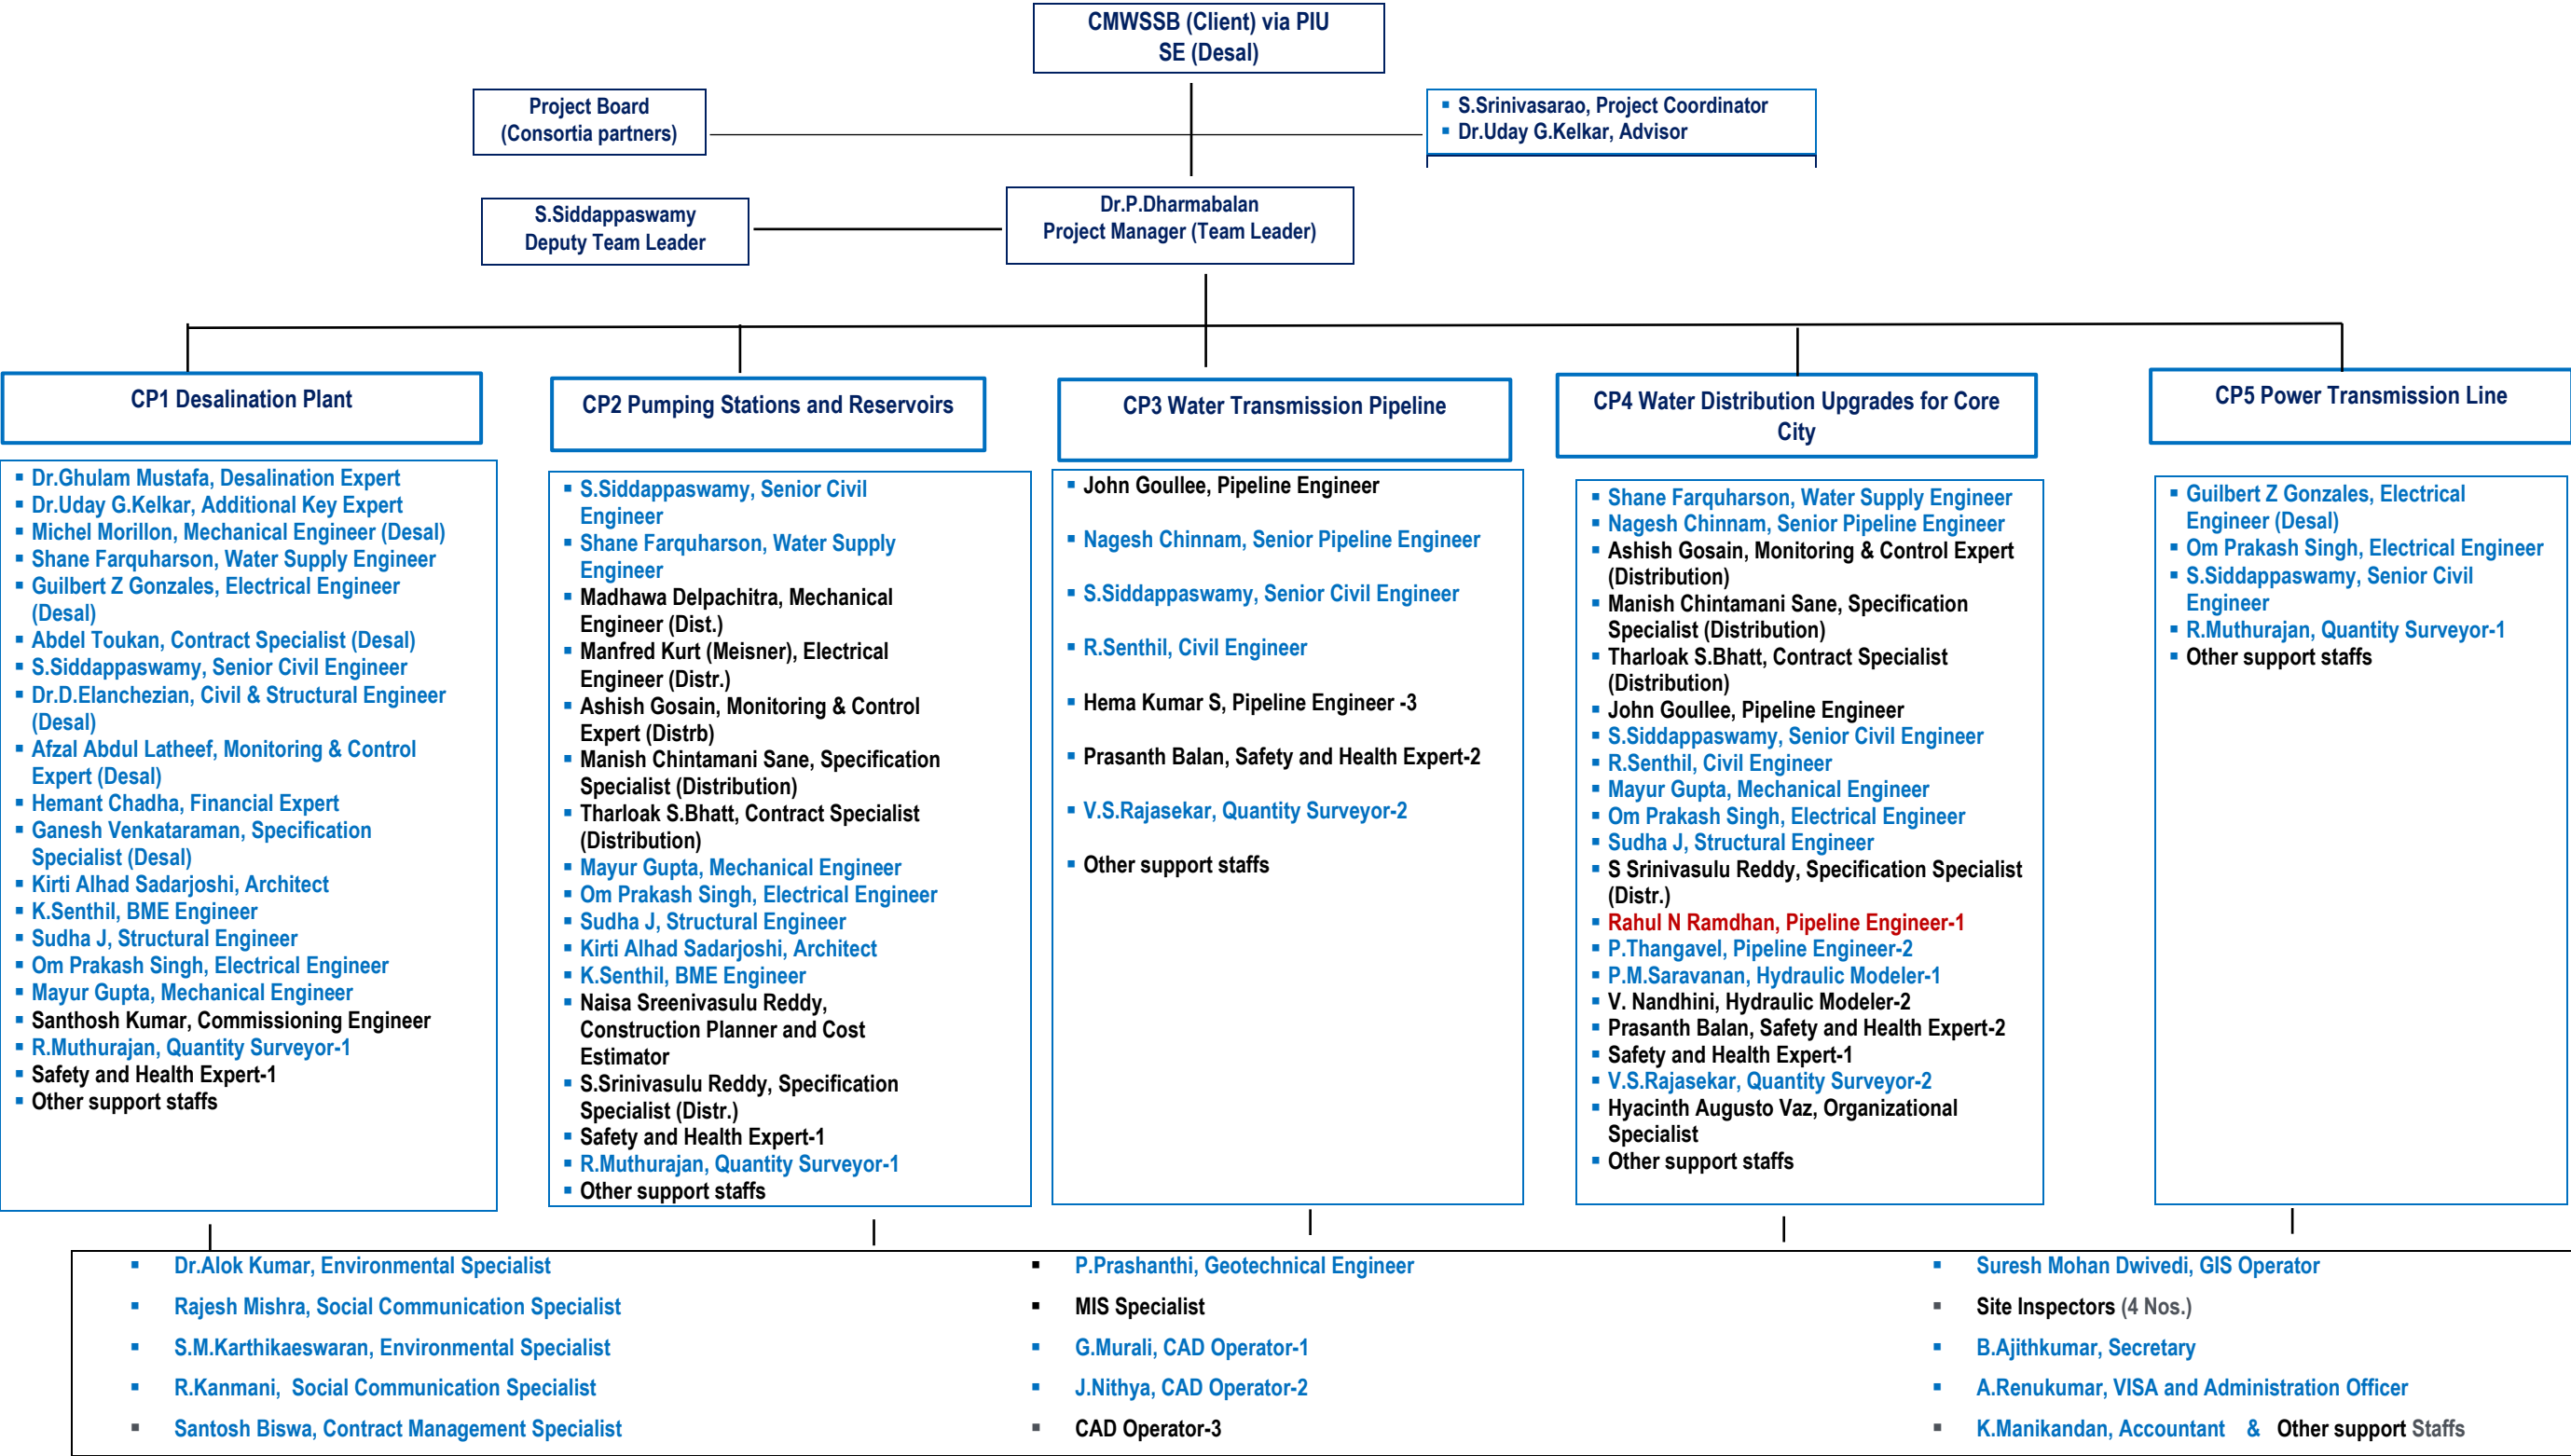 CMWSSB (Client) via PIU
SE (Desal)
Project Board
(Consortia partners)
▪ S.Srinivasarao, Project Coordinator
▪ Dr.Uday G.Kelkar, Advisor
S.Siddappaswamy
Deputy Team Leader
Dr.P.Dharmabalan
Project Manager (Team Leader)
CP1 Desalination Plant
▪ Dr.Ghulam Mustafa, Desalination Expert
▪ Dr.Uday G.Kelkar, Additional Key Expert
▪ Michel Morillon, Mechanical Engineer (Desal)
▪ Shane Farquharson, Water Supply Engineer
▪ Guilbert Z Gonzales, Electrical Engineer
(Desal)
▪ Abdel Toukan, Contract Specialist (Desal)
▪ S.Siddappaswamy, Senior Civil Engineer
▪ Dr.D.Elanchezian, Civil & Structural Engineer
(Desal)
▪ Afzal Abdul Latheef, Monitoring & Control
Expert (Desal)
▪ Hemant Chadha, Financial Expert
▪ Ganesh Venkataraman, Specification
Specialist (Desal)
▪ Kirti Alhad Sadarjoshi, Architect
▪ K.Senthil, BME Engineer
▪ Sudha J, Structural Engineer
▪ Om Prakash Singh, Electrical Engineer
▪ Mayur Gupta, Mechanical Engineer
▪ Santhosh Kumar, Commissioning Engineer
▪ R.Muthurajan, Quantity Surveyor-1
▪ Safety and Health Expert-1
▪ Other support staffs
CP2 Pumping Stations and Reservoirs
▪ S.Siddappaswamy, Senior Civil
Engineer
▪ Shane Farquharson, Water Supply
Engineer
▪ Madhawa Delpachitra, Mechanical
Engineer (Dist.)
▪ Manfred Kurt (Meisner), Electrical
Engineer (Distr.)
▪ Ashish Gosain, Monitoring & Control
Expert (Distrb)
▪ Manish Chintamani Sane, Specification
Specialist (Distribution)
▪ Tharloak S.Bhatt, Contract Specialist
(Distribution)
▪ Mayur Gupta, Mechanical Engineer
▪ Om Prakash Singh, Electrical Engineer
▪ Sudha J, Structural Engineer
▪ Kirti Alhad Sadarjoshi, Architect
▪ K.Senthil, BME Engineer
▪ Naisa Sreenivasulu Reddy,
Construction Planner and Cost
Estimator
▪ S.Srinivasulu Reddy, Specification
Specialist (Distr.)
▪ Safety and Health Expert-1
▪ R.Muthurajan, Quantity Surveyor-1
▪ Other support staffs
CP3 Water Transmission Pipeline
▪ John Goullee, Pipeline Engineer
▪ Nagesh Chinnam, Senior Pipeline Engineer
▪ S.Siddappaswamy, Senior Civil Engineer
▪ R.Senthil, Civil Engineer
▪ Hema Kumar S, Pipeline Engineer -3
▪ Prasanth Balan, Safety and Health Expert-2
▪ V.S.Rajasekar, Quantity Surveyor-2
▪ Other support staffs
CP4 Water Distribution Upgrades for Core
City
▪ Shane Farquharson, Water Supply Engineer
▪ Nagesh Chinnam, Senior Pipeline Engineer
▪ Ashish Gosain, Monitoring & Control Expert
(Distribution)
▪ Manish Chintamani Sane, Specification
Specialist (Distribution)
▪ Tharloak S.Bhatt, Contract Specialist
(Distribution)
▪ John Goullee, Pipeline Engineer
▪ S.Siddappaswamy, Senior Civil Engineer
▪ R.Senthil, Civil Engineer
▪ Mayur Gupta, Mechanical Engineer
▪ Om Prakash Singh, Electrical Engineer
▪ Sudha J, Structural Engineer
▪ S Srinivasulu Reddy, Specification Specialist
(Distr.)
▪ Rahul N Ramdhan, Pipeline Engineer-1
▪ P.Thangavel, Pipeline Engineer-2
▪ P.M.Saravanan, Hydraulic Modeler-1
▪ V. Nandhini, Hydraulic Modeler-2
▪ Prasanth Balan, Safety and Health Expert-2
▪ Safety and Health Expert-1
▪ V.S.Rajasekar, Quantity Surveyor-2
▪ Hyacinth Augusto Vaz, Organizational
Specialist
▪ Other support staffs
CP5 Power Transmission Line
▪ Guilbert Z Gonzales, Electrical
Engineer (Desal)
▪ Om Prakash Singh, Electrical Engineer
▪ S.Siddappaswamy, Senior Civil
Engineer
▪ R.Muthurajan, Quantity Surveyor-1
▪ Other support staffs
▪ Dr.Alok Kumar, Environmental Specialist
▪ Rajesh Mishra, Social Communication Specialist
▪ S.M.Karthikaeswaran, Environmental Specialist
▪ R.Kanmani, Social Communication Specialist
▪ Santosh Biswa, Contract Management Specialist
▪ P.Prashanthi, Geotechnical Engineer
▪ MIS Specialist
▪ G.Murali, CAD Operator-1
▪ J.Nithya, CAD Operator-2
▪ CAD Operator-3
▪ Suresh Mohan Dwivedi, GIS Operator
▪ Site Inspectors (4 Nos.)
▪ B.Ajithkumar, Secretary
▪ A.Renukumar, VISA and Administration Officer
▪ K.Manikandan, Accountant & Other support Staffs